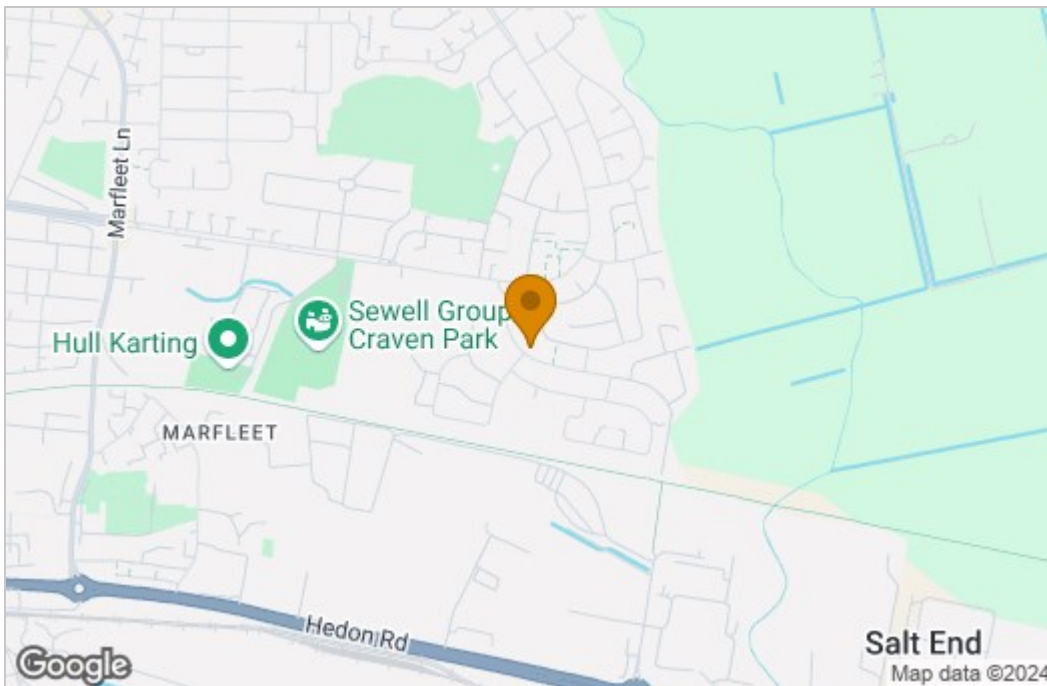 Marfleet Ln
Sewell Group
Craven Park
Hull Karting
MARFLEET
Hedon Rd
Salt End
Google
Map data ©2024